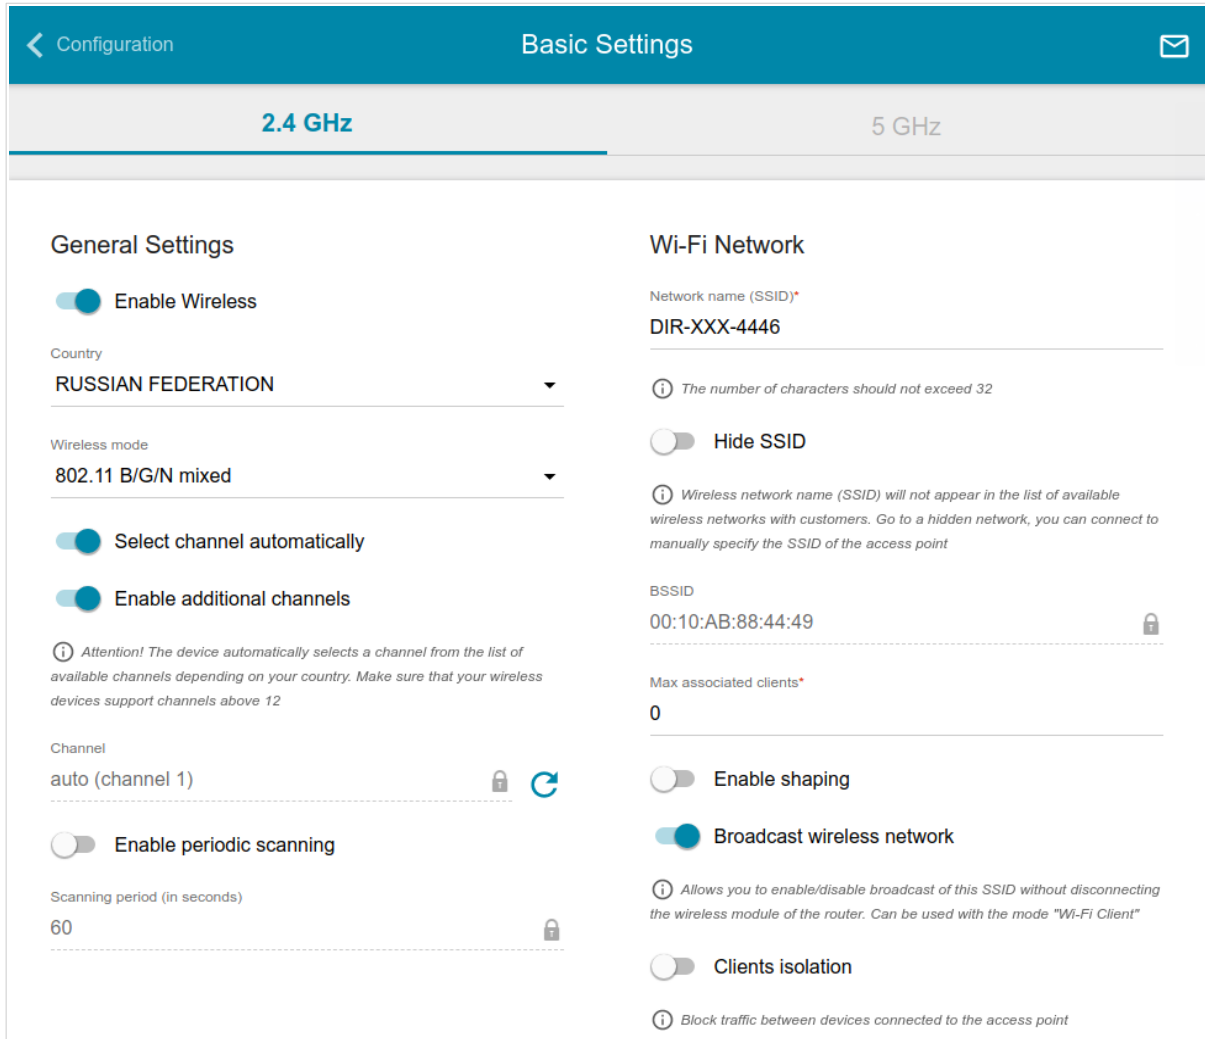 Configuration
Basic Settings
2.4 GHz
5 GHz
General Settings
Enable Wireless
Country
RUSSIAN FEDERATION
Wireless mode
802.11 B/G/N mixed
Select channel automatically
Enable additional channels
Attention! The device automatically selects a channel from the list of
available channels depending on your country. Make sure that your wireless
devices support channels above 12
Channel
auto (channel 1)
Enable periodic scanning
Scanning period (in seconds)
60
Wi-Fi Network
Network name (SSID)*
DIR-XXX-4446
The number of characters should not exceed 32
Hide SSID
Wireless network name (SSID) will not appear in the list of available
wireless networks with customers. Go to a hidden network, you can connect to
manually specify the SSID of the access point
BSSID
00:10:AB:88:44:49
Max associated clients*
0
Enable shaping
Broadcast wireless network
Allows you to enable/disable broadcast of this SSID without disconnecting
the wireless module of the router. Can be used with the mode "Wi-Fi Client"
Clients isolation
Block traffic between devices connected to the access point